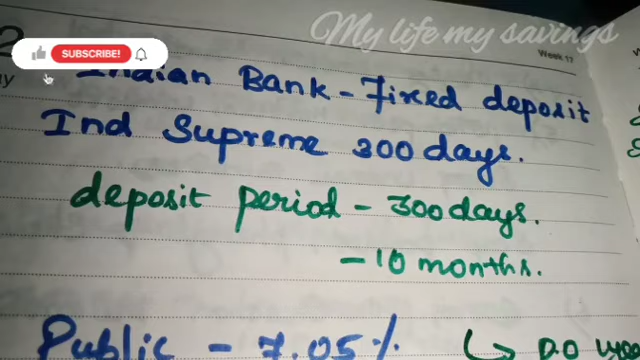 My life my savings
Week 17
SUBSCRIBE!
Indian Bank - Fixed deposit
Ind Supreme 300 days.
deposit period - 300 days.
- 10 months.
Public - 7.05%